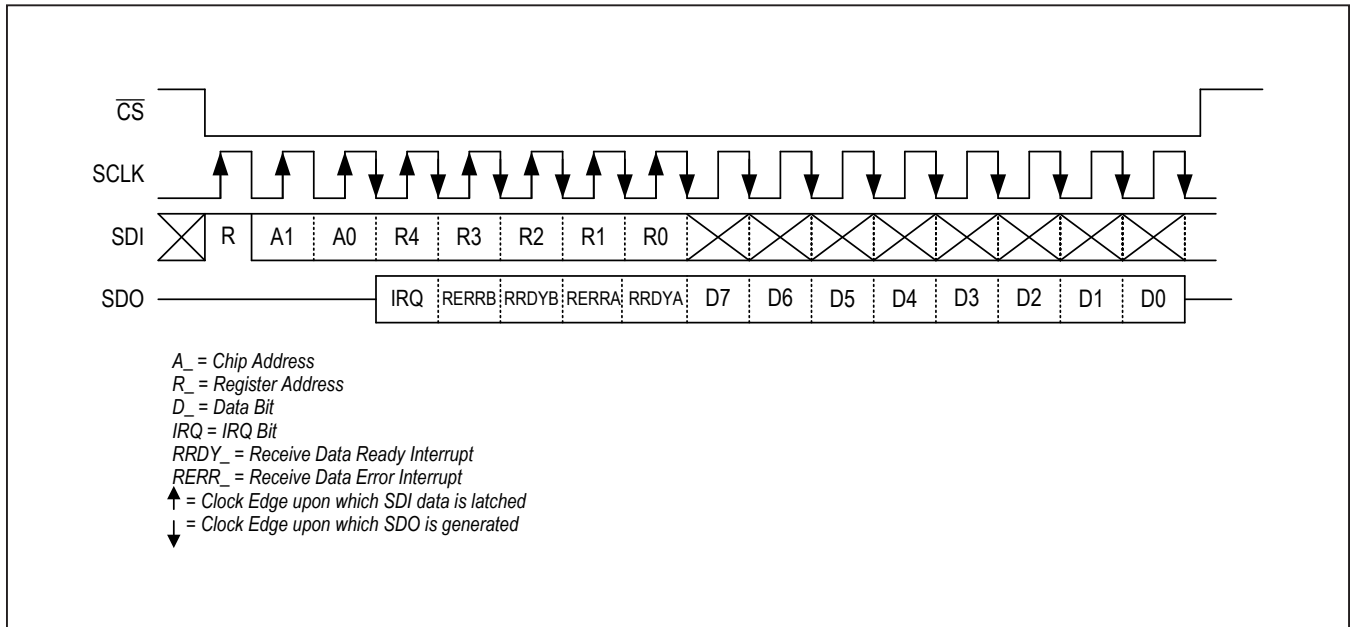 CS
SCLK
SDI R A1 A0 R4 R3 R2 R1 R0
SDO IRQ RERRB RRDYB RERRA RRDYA D7 D6 D5 D4 D3 D2 D1 D0
A_ = Chip Address
R_ = Register Address
D_ = Data Bit
IRQ = IRQ Bit
RRDY_ = Receive Data Ready Interrupt
RERR_ = Receive Data Error Interrupt
↑ = Clock Edge upon which SDI data is latched
↓ = Clock Edge upon which SDO is generated